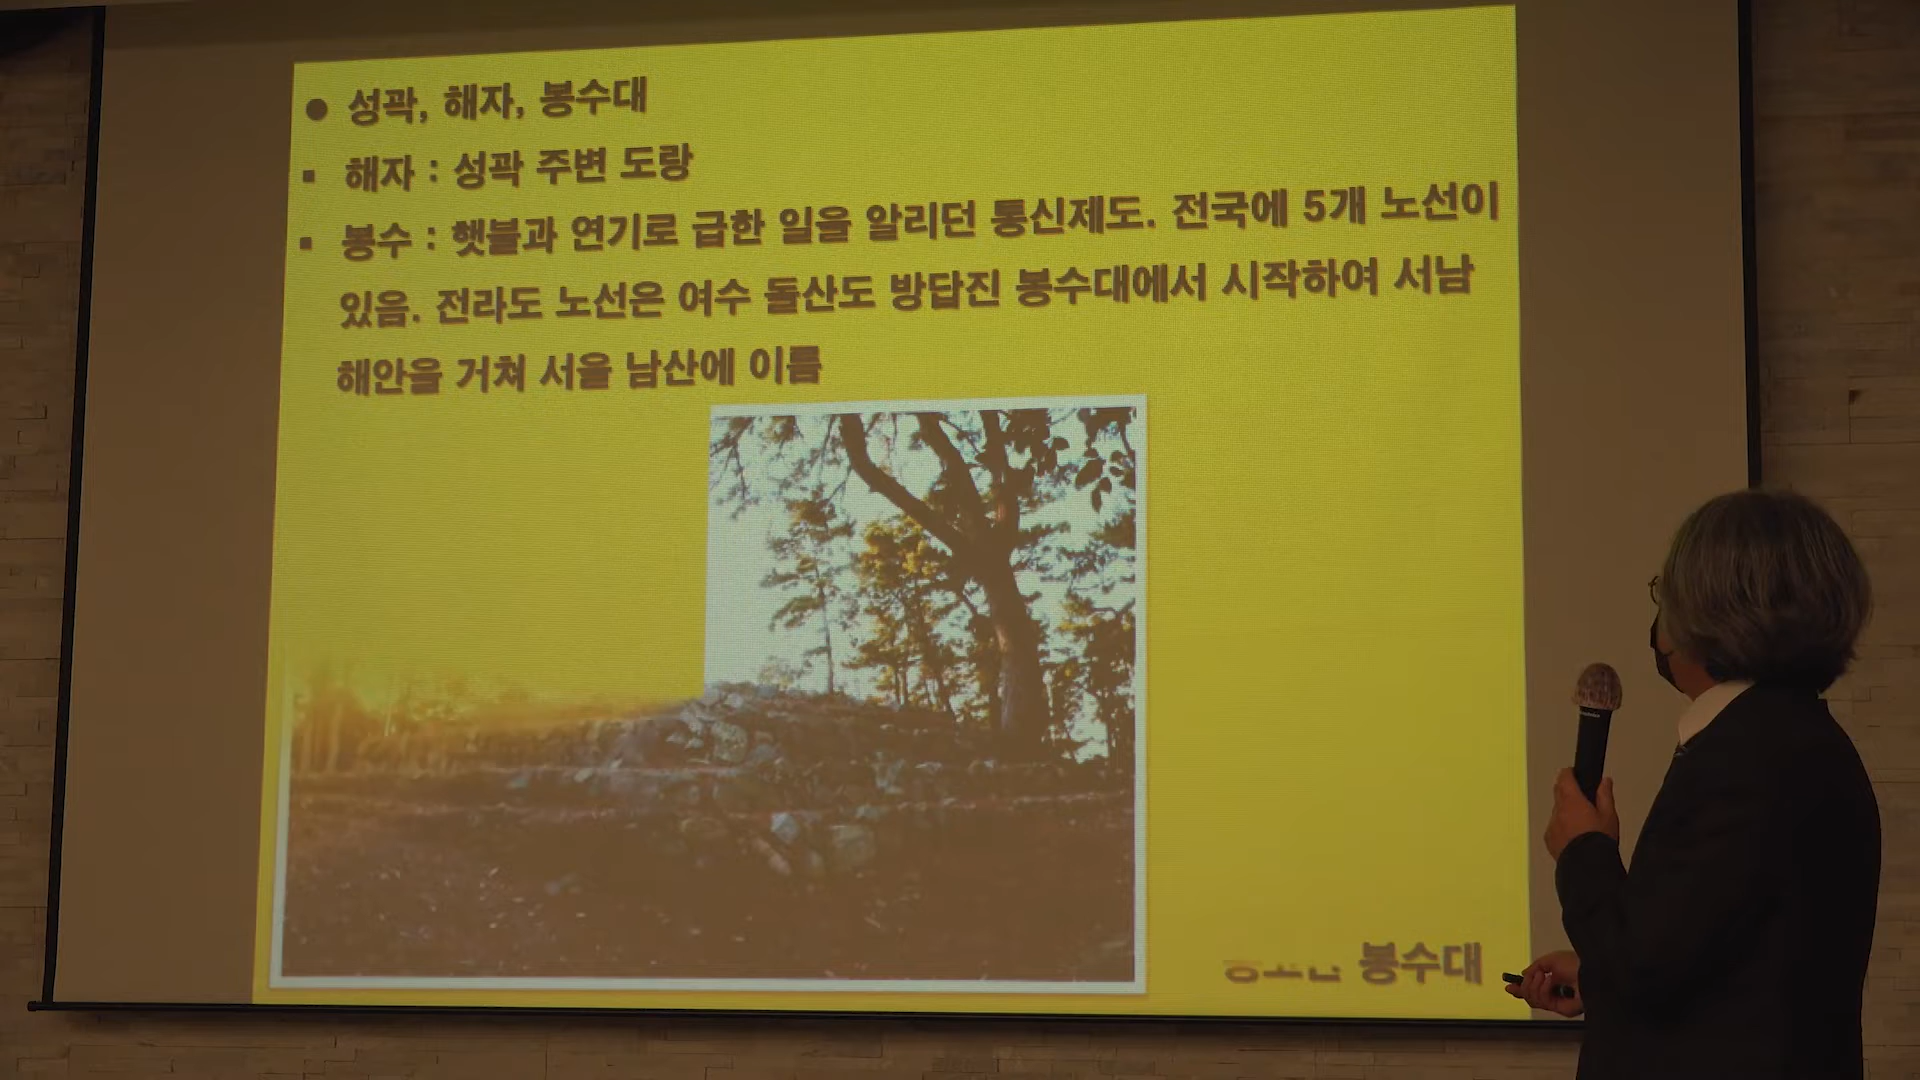 ● 성곽, 해자, 봉수대
▪ 해자 : 성곽 주변 도랑
▪ 봉수 : 횃불과 연기로 급한 일을 알리던 통신제도. 전국에 5개 노선이
있음. 전라도 노선은 여수 돌산도 방답진 봉수대에서 시작하여 서남
해안을 거쳐 서울 남산에 이름
봉수대